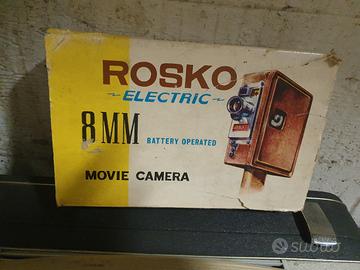 ROSKO
ELECTRIC
8MM BATTERY OPERATED
MOVIE CAMERA
subito